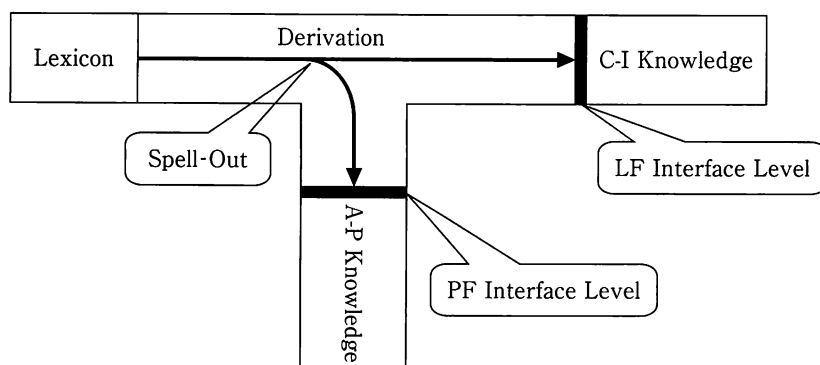 Derivation
Lexicon
C-I Knowledge
Spell-Out
LF Interface Level
A-P Knowledge
PF Interface Level